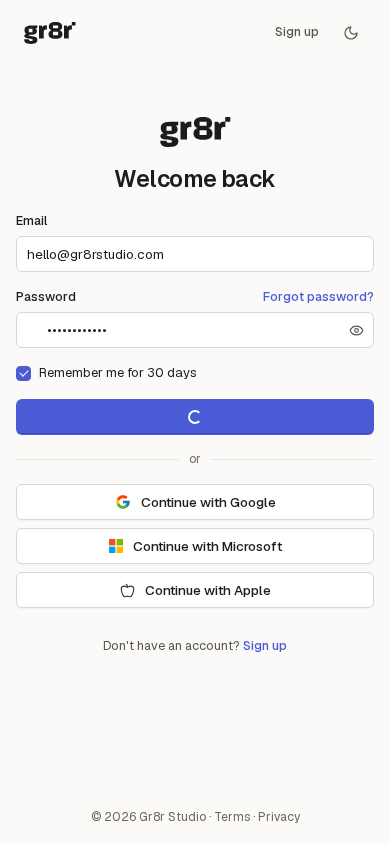 gr8r
Sign up
gr8r
Welcome back
Email
hello@gr8rstudio.com
Password
Forgot password?
••••••••••••
Remember me for 30 days
or
Continue with Google
Continue with Microsoft
Continue with Apple
Don't have an account? Sign up
© 2026 Gr8r Studio · Terms · Privacy